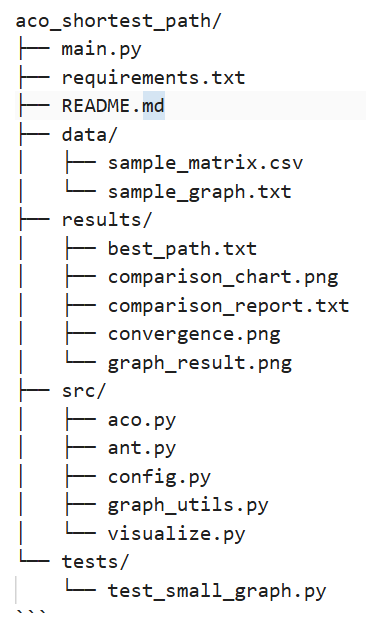 aco_shortest_path/
├── main.py
├── requirements.txt
├── README.md
├── data/
│   ├── sample_matrix.csv
│   └── sample_graph.txt
├── results/
│   ├── best_path.txt
│   ├── comparison_chart.png
│   ├── comparison_report.txt
│   ├── convergence.png
│   └── graph_result.png
├── src/
│   ├── aco.py
│   ├── ant.py
│   ├── config.py
│   ├── graph_utils.py
│   └── visualize.py
└── tests/
    └── test_small_graph.py
```